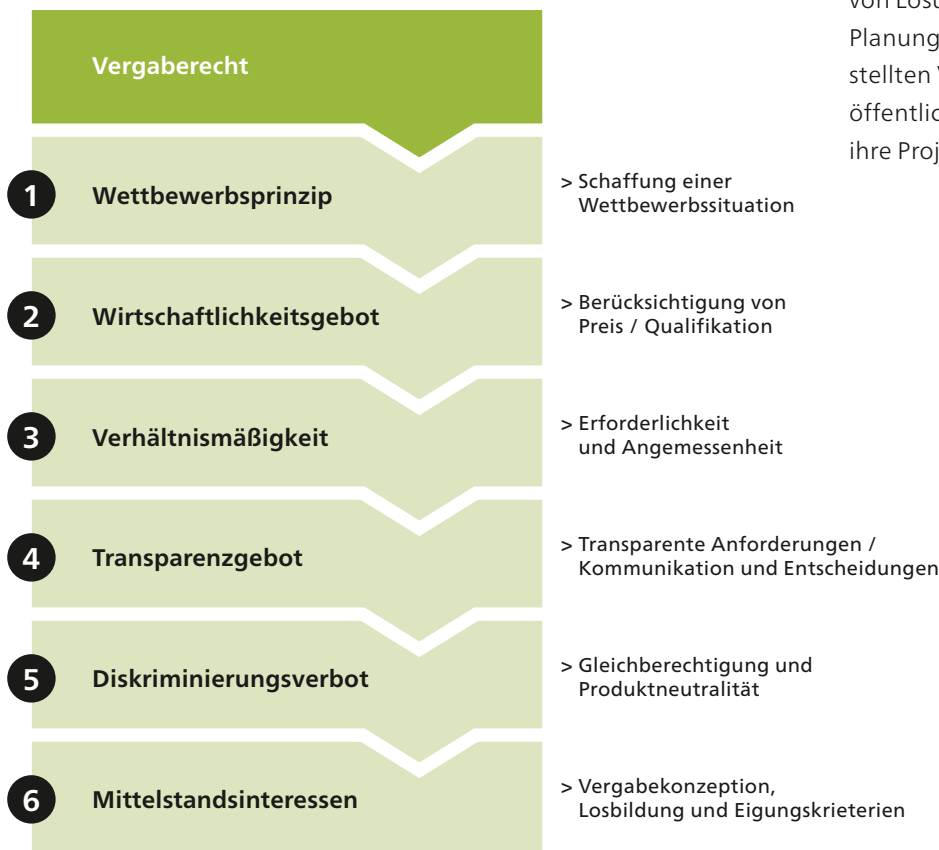 von
Planung
stellten
öffentlic
ihre Proj
Vergaberecht
1 Wettbewerbsprinzip
> Schaffung einer
Wettbewerbssituation
2 Wirtschaftlichkeitsgebot
> Berücksichtigung von
Preis / Qualifikation
3 Verhältnismäßigkeit
> Erforderlichkeit
und Angemessenheit
4 Transparenzgebot
> Transparente Anforderungen /
Kommunikation und Entscheidungen
5 Diskriminierungsverbot
> Gleichberechtigung und
Produktneutralität
6 Mittelstandsinteressen
> Vergabekonzeption,
Losbildung und Eigungskrieterien